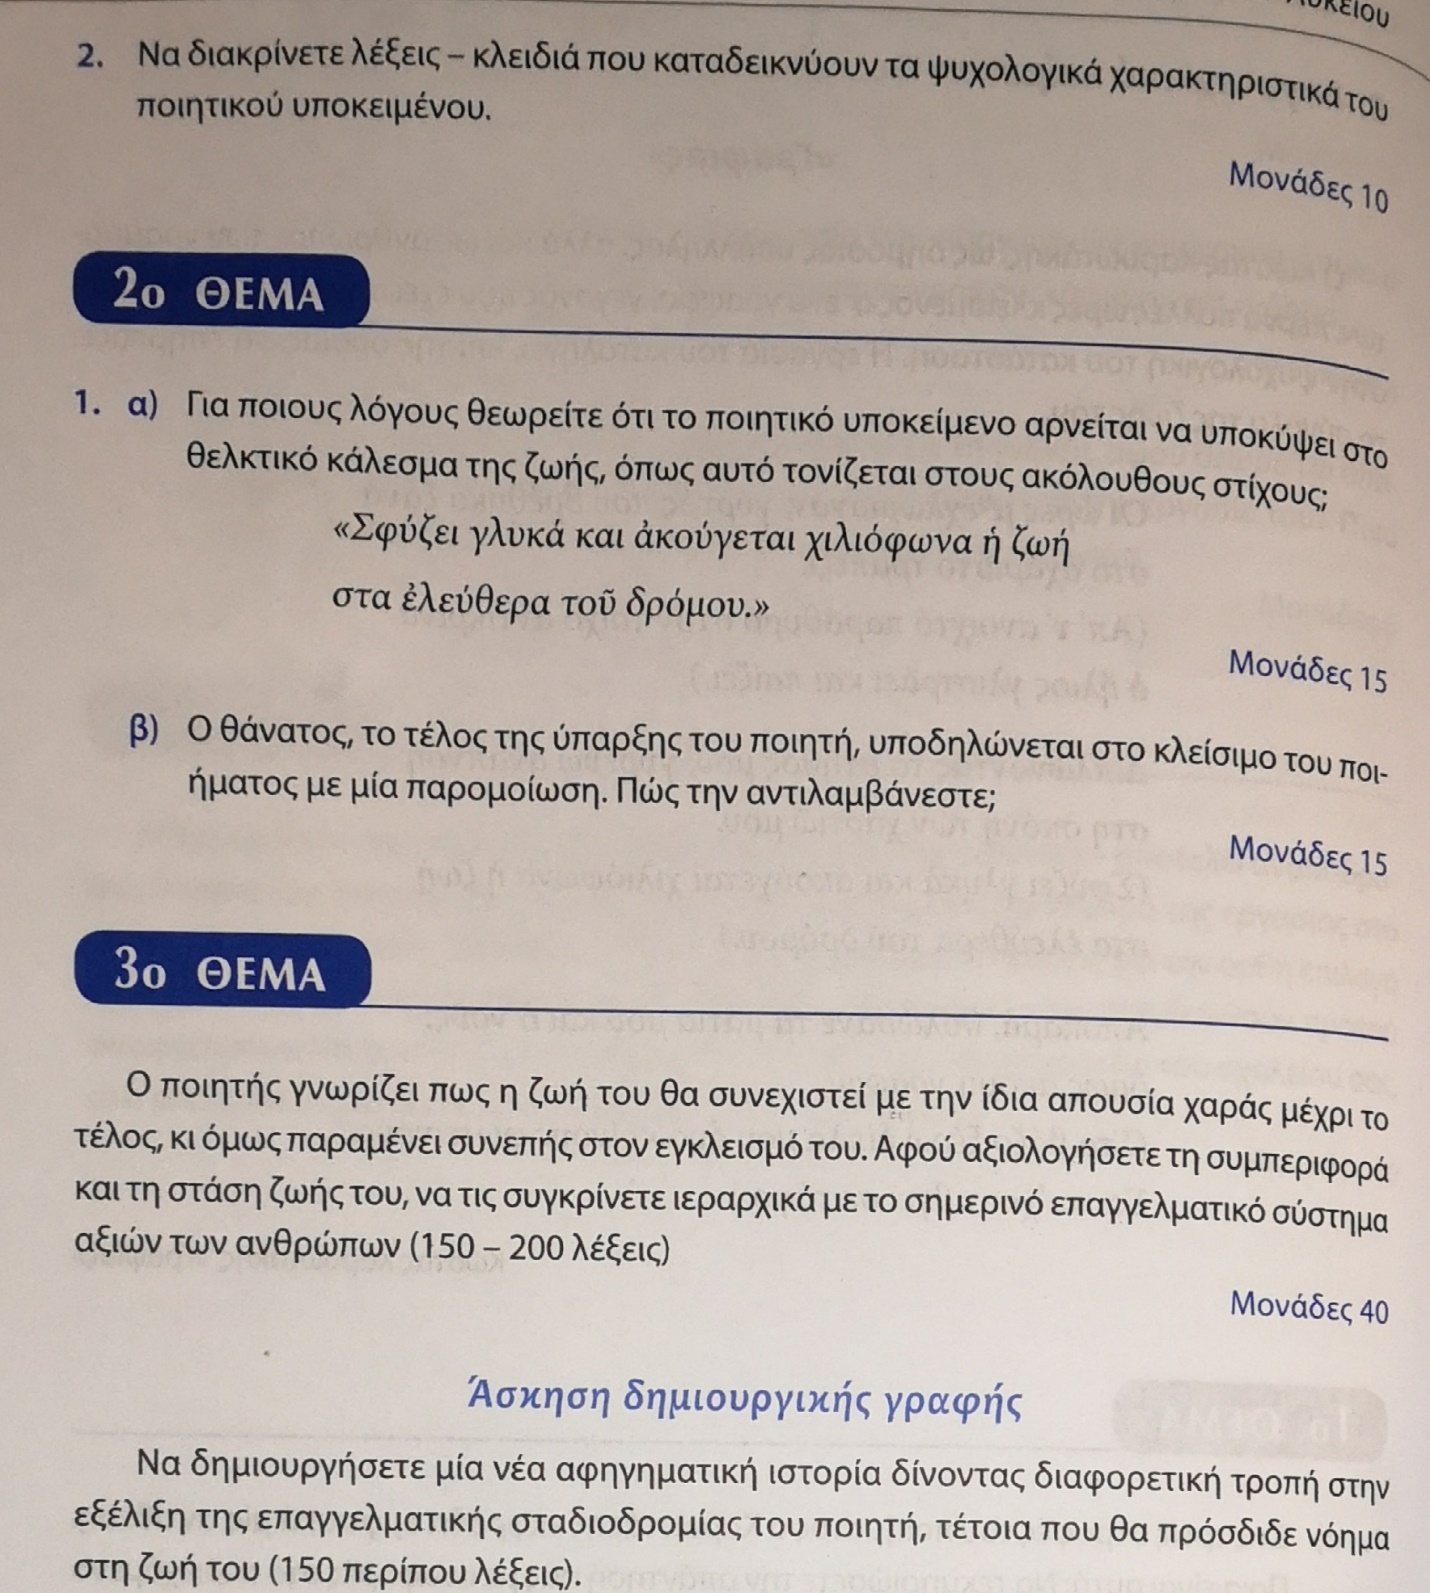 2. Να διακρίνετε λέξεις – κλειδιά που καταδεικνύουν τα ψυχολογικά χαρακτηριστικά του
ποιητικού υποκειμένου.
Μονάδες 10
2ο ΘΕΜΑ
1. α) Για ποιους λόγους θεωρείτε ότι το ποιητικό υποκείμενο αρνείται να υποκύψει στο
θελκτικό κάλεσμα της ζωής, όπως αυτό τονίζεται στους ακόλουθους στίχους;
«Σφύζει γλυκά και ἀκούγεται χιλιόφωνα ἡ ζωή
στα ἐλεύθερα τοῦ δρόμου.»
Μονάδες 15
β) Ο θάνατος, το τέλος της ύπαρξης του ποιητή, υποδηλώνεται στο κλείσιμο του ποι-
ήματος με μία παρομοίωση. Πώς την αντιλαμβάνεστε;
Μονάδες 15
3ο ΘΕΜΑ
Ο ποιητής γνωρίζει πως η ζωή του θα συνεχιστεί με την ίδια απουσία χαράς μέχρι το
τέλος, κι όμως παραμένει συνεπής στον εγκλεισμό του. Αφού αξιολογήσετε τη συμπεριφορά
και τη στάση ζωής του, να τις συγκρίνετε ιεραρχικά με το σημερινό επαγγελματικό σύστημα
αξιών των ανθρώπων (150 – 200 λέξεις)
Μονάδες 40
Άσκηση δημιουργικής γραφής
Να δημιουργήσετε μία νέα αφηγηματική ιστορία δίνοντας διαφορετική τροπή στην
εξέλιξη της επαγγελματικής σταδιοδρομίας του ποιητή, τέτοια που θα πρόσδιδε νόημα
στη ζωή του (150 περίπου λέξεις).